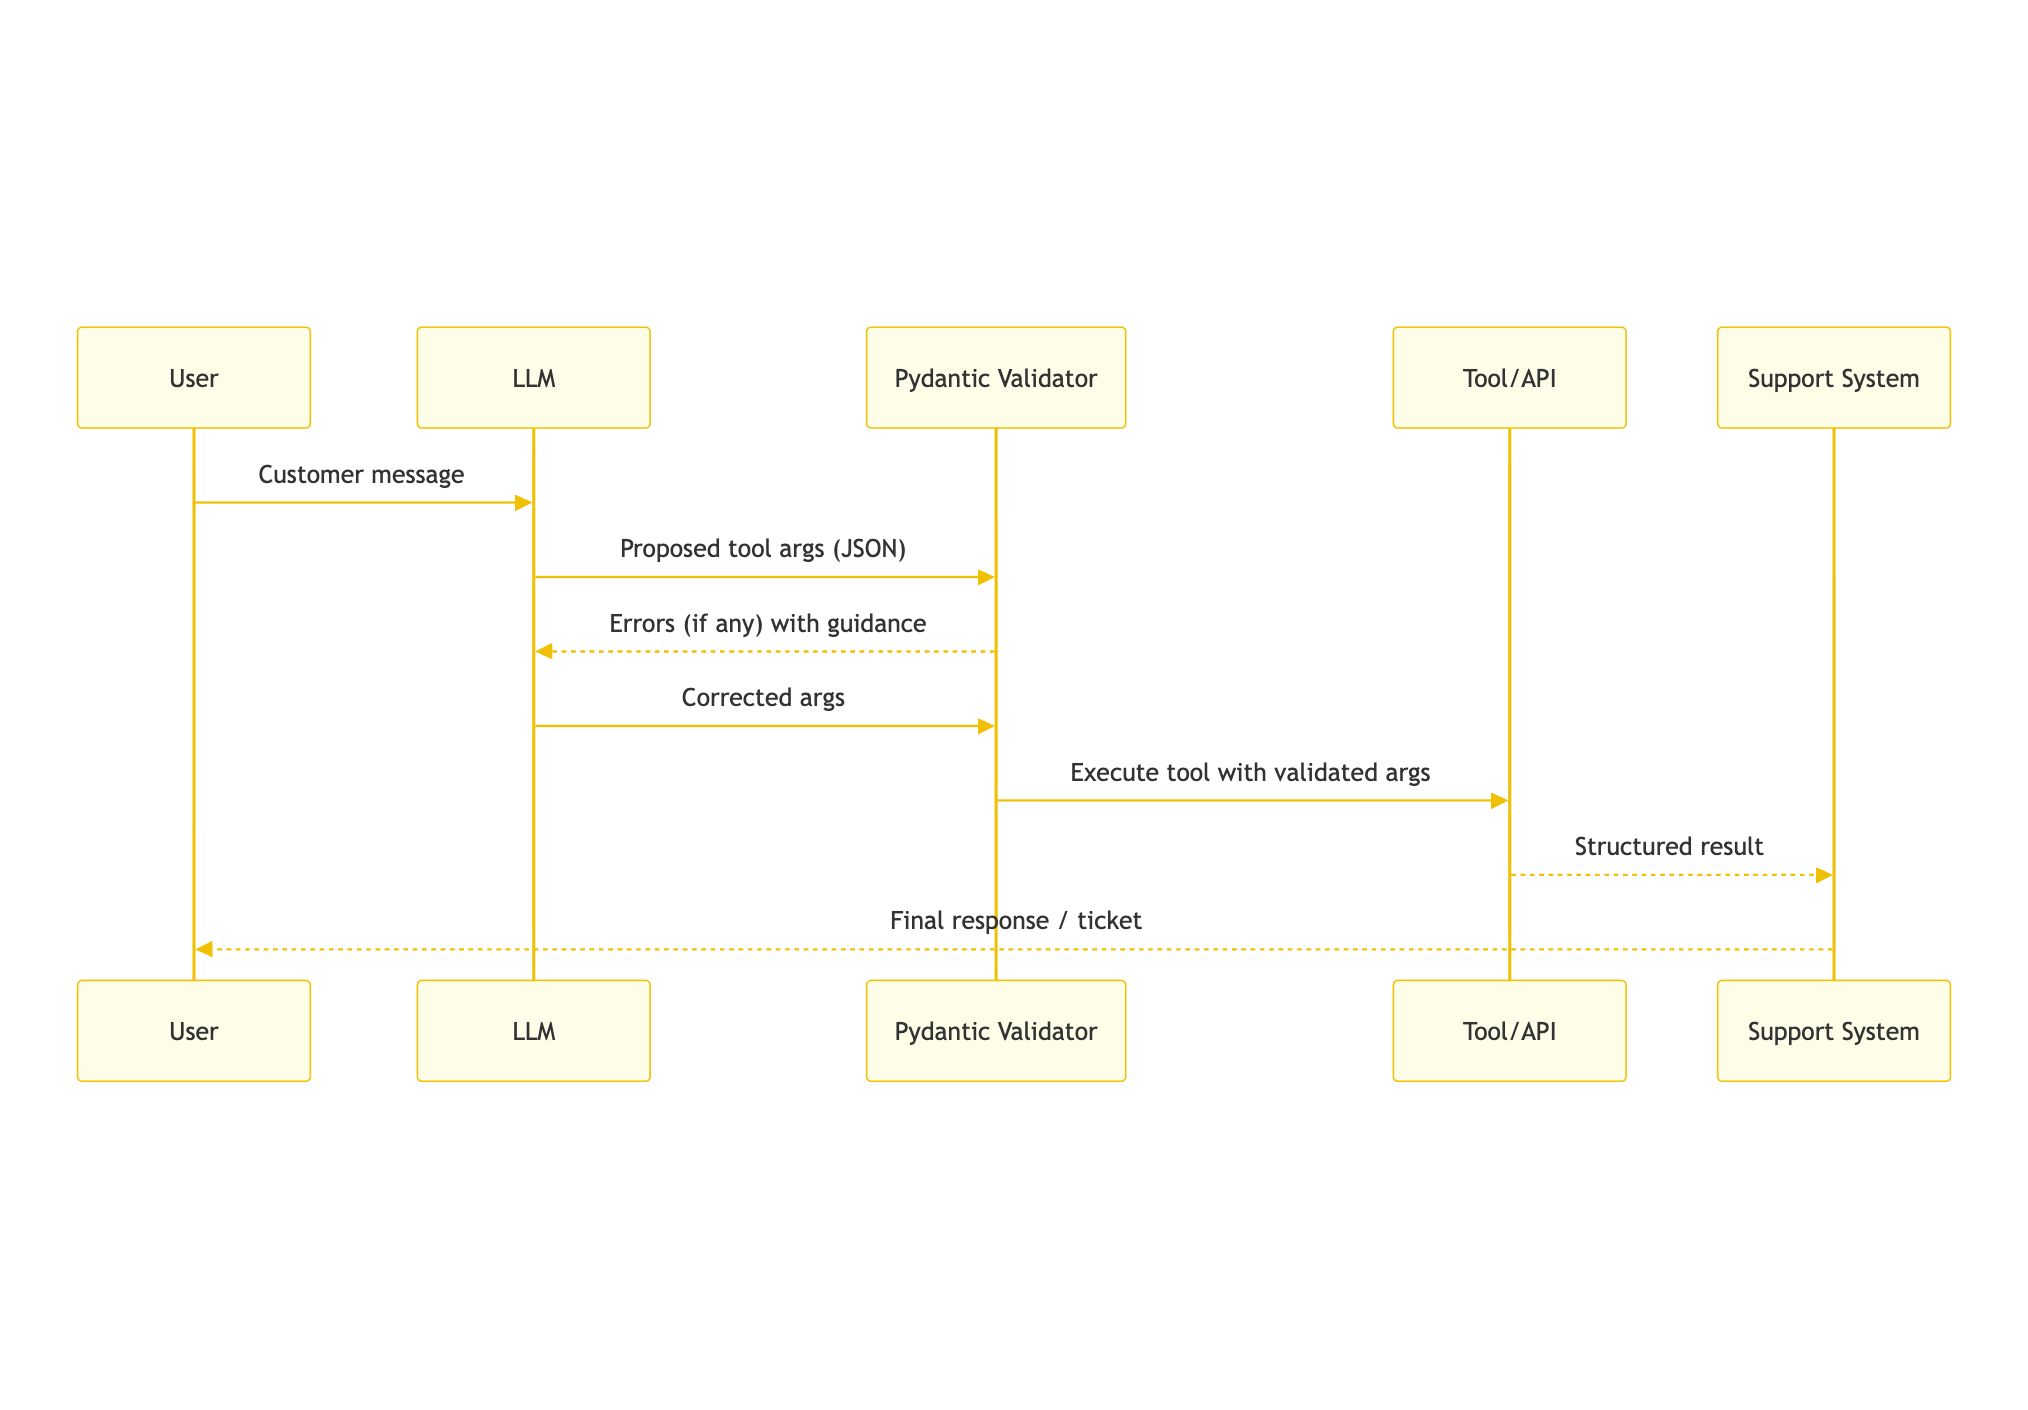 User
LLM
Pydantic Validator
Tool/API
Support System
Customer message
Proposed tool args (JSON)
Errors (if any) with guidance
Corrected args
Execute tool with validated args
Structured result
Final response / ticket
User
LLM
Pydantic Validator
Tool/API
Support System